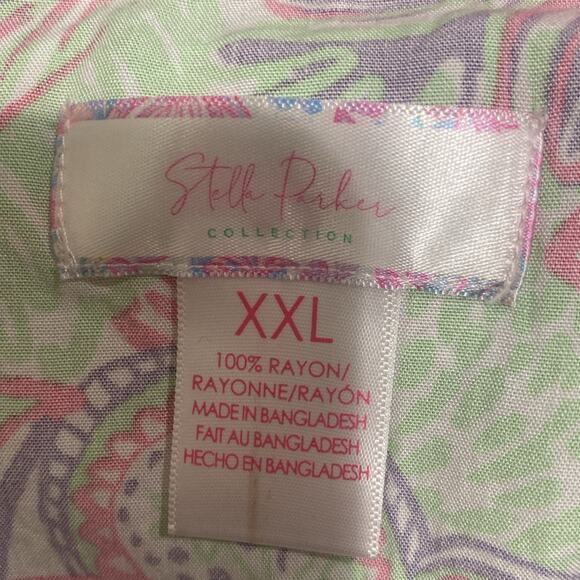 Stella Parker
COLLECTION
XXL
100% RAYON/
RAYONNE/RAYÓN
MADE IN BANGLADESH
FAIT AU BANGLADESH
HECHO EN BANGLADESH